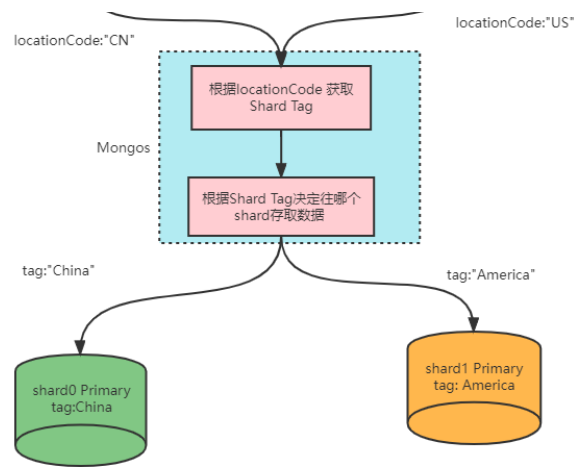 locationCode:"CN"
locationCode:"US"
根据locationCode 获取
Shard Tag
Mongos
根据Shard Tag决定往哪个
shard存取数据
tag:"China"
tag:"America"
shard0 Primary
tag:China
shard1 Primary
tag: America